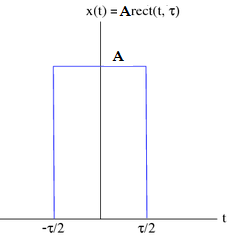 x(t) = Arect(t, τ)
A
t
-τ/2 τ/2